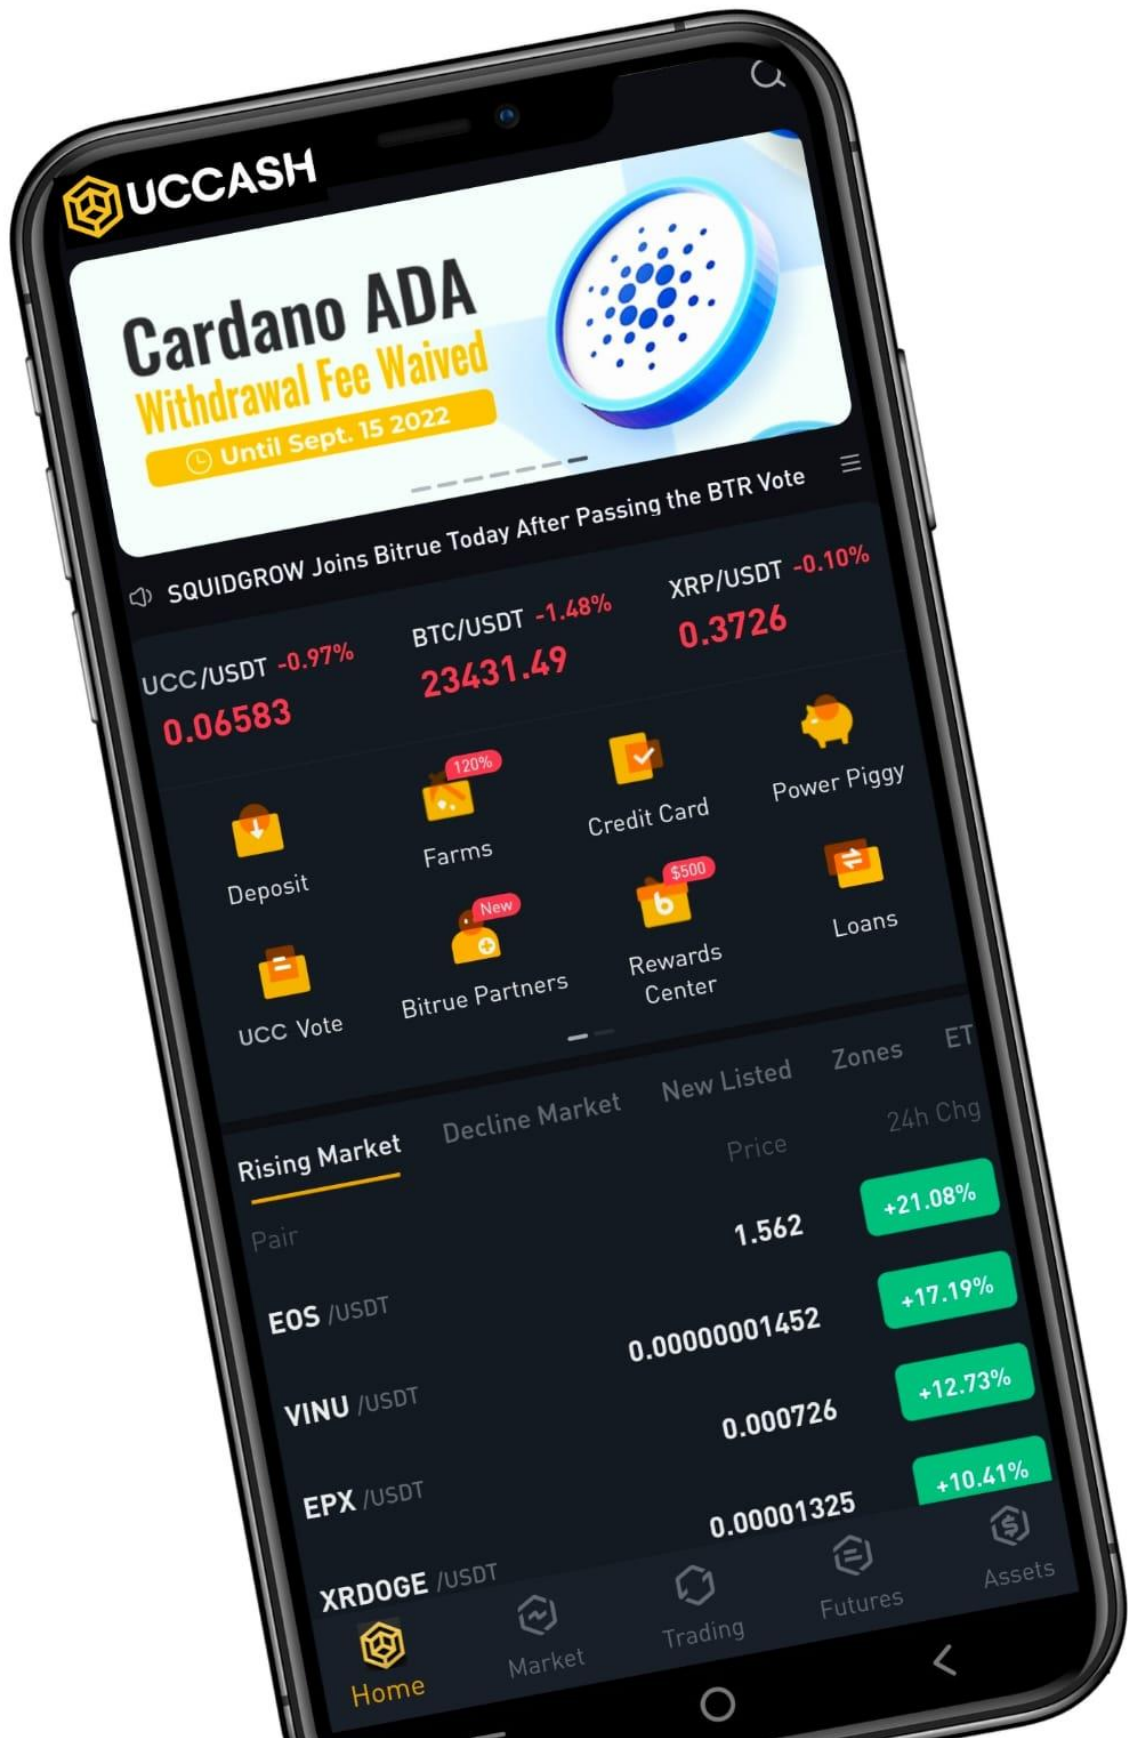 UCCASH
Cardano ADA
Withdrawal Fee Waived
Until Sept. 15 2022
SQUIDGROW Joins Bitrue Today After Passing the BTR Vote
UCC/USDT -0.97%
0.06583
BTC/USDT -1.48%
23431.49
XRP/USDT -0.10%
0.3726
Deposit
120%
Farms
Credit Card
Power Piggy
UCC Vote
New
Bitrue Partners
$500
Rewards
Center
Loans
Rising Market Decline Market New Listed Zones ET
Pair Price 24h Chg
EOS /USDT 1.562 +21.08%
VINU /USDT 0.00000001452 +17.19%
EPX /USDT 0.000726 +12.73%
XRDOGE /USDT 0.00001325 +10.41%
Home Market Trading Futures Assets